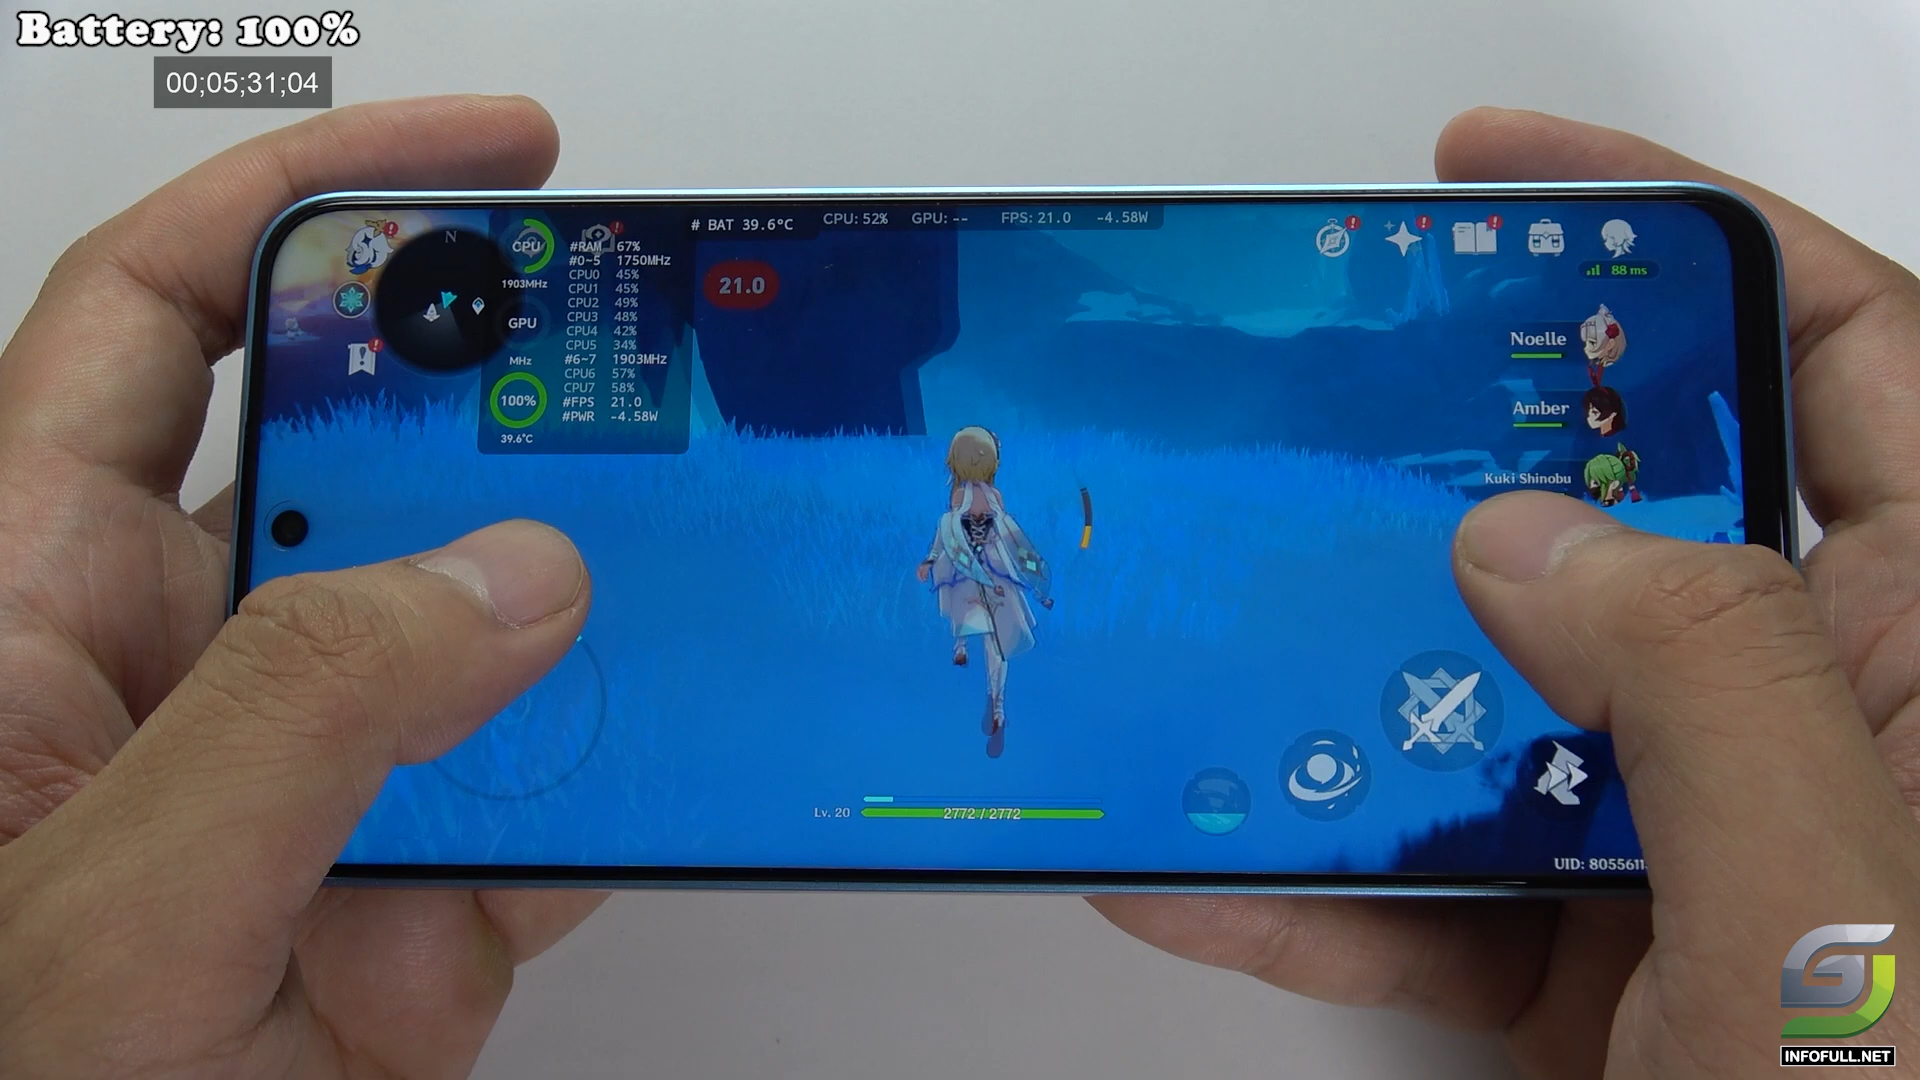 Battery: 100%
00;05;31;04
# BAT 39.6°C
CPU: 52%
GPU: --
FPS: 21.0
-4.58W
N
CPU
1903MHz
GPU
MHz
100%
39.6°C
#RAM 67%
#0~5 1750MHz
CPU0 45%
CPU1 45%
CPU2 49%
CPU3 48%
CPU4 42%
CPU5 34%
#6~7 1903MHz
CPU6 57%
CPU7 58%
#FPS 21.0
#PWR -4.58W
21.0
88 ms
Noelle
Amber
Kuki Shinobu
Lv. 20
2772 / 2772
UID: 8055611
INFOFULL.NET